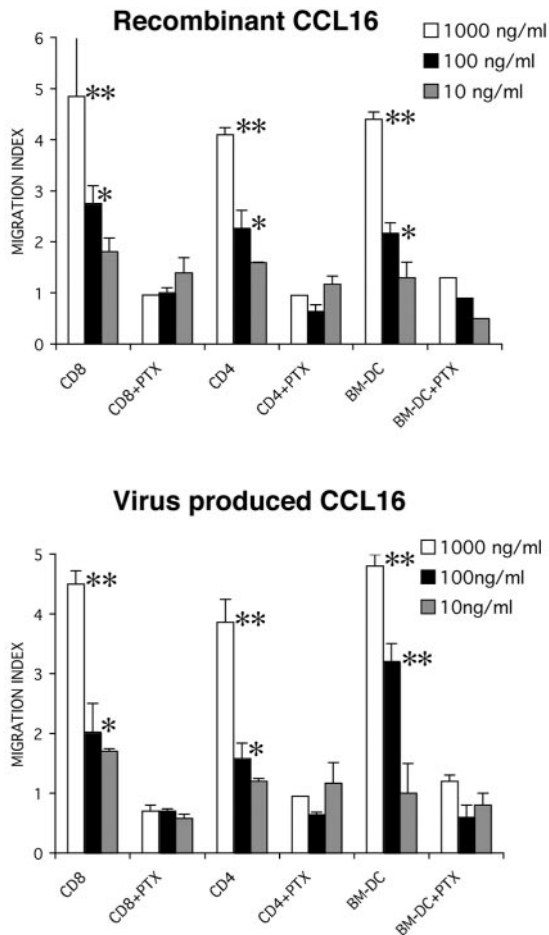 Recombinant CCL16
1000 ng/ml
100 ng/ml
10 ng/ml
MIGRATION INDEX
6
5
4
3
2
1
0
**
*
**
*
**
*
CD8
CD8+PTX
CD4
CD4+PTX
BM-DC
BM-DC+PTX
Virus produced CCL16
1000 ng/ml
100ng/ml
10ng/ml
MIGRATION INDEX
5
4
3
2
1
0
**
*
**
*
**
**
CD8
CD8+PTX
CD4
CD4+PTX
BM-DC
BM-DC+PTX